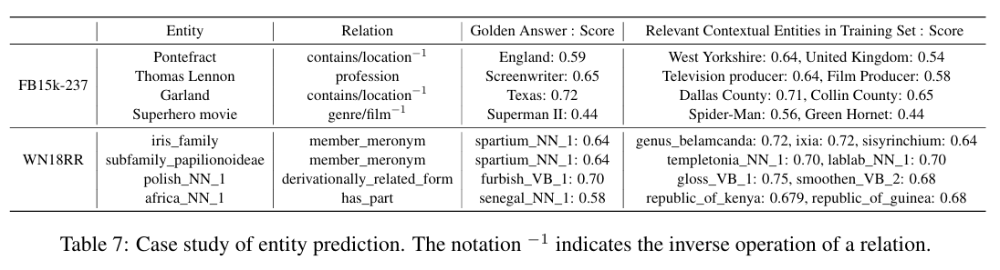 Entity Relation Golden Answer : Score Relevant Contextual Entities in Training Set : Score
FB15k-237
Pontefract contains/location⁻¹ England: 0.59 West Yorkshire: 0.64, United Kingdom: 0.54
Thomas Lennon profession Screenwriter: 0.65 Television producer: 0.64, Film Producer: 0.58
Garland contains/location⁻¹ Texas: 0.72 Dallas County: 0.71, Collin County: 0.65
Superhero movie genre/film⁻¹ Superman II: 0.44 Spider-Man: 0.56, Green Hornet: 0.44
WN18RR
iris_family member_meronym spartium_NN_1: 0.64 genus_belamcanda: 0.72, ixia: 0.72, sisyrinchium: 0.64
subfamily_papilionoideae member_meronym spartium_NN_1: 0.64 templetonia_NN_1: 0.70, lablab_NN_1: 0.70
polish_NN_1 derivationally_related_form furbish_VB_1: 0.70 gloss_VB_1: 0.75, smoothen_VB_2: 0.68
africa_NN_1 has_part senegal_NN_1: 0.58 republic_of_kenya: 0.679, republic_of_guinea: 0.68
Table 7: Case study of entity prediction. The notation ⁻¹ indicates the inverse operation of a relation.